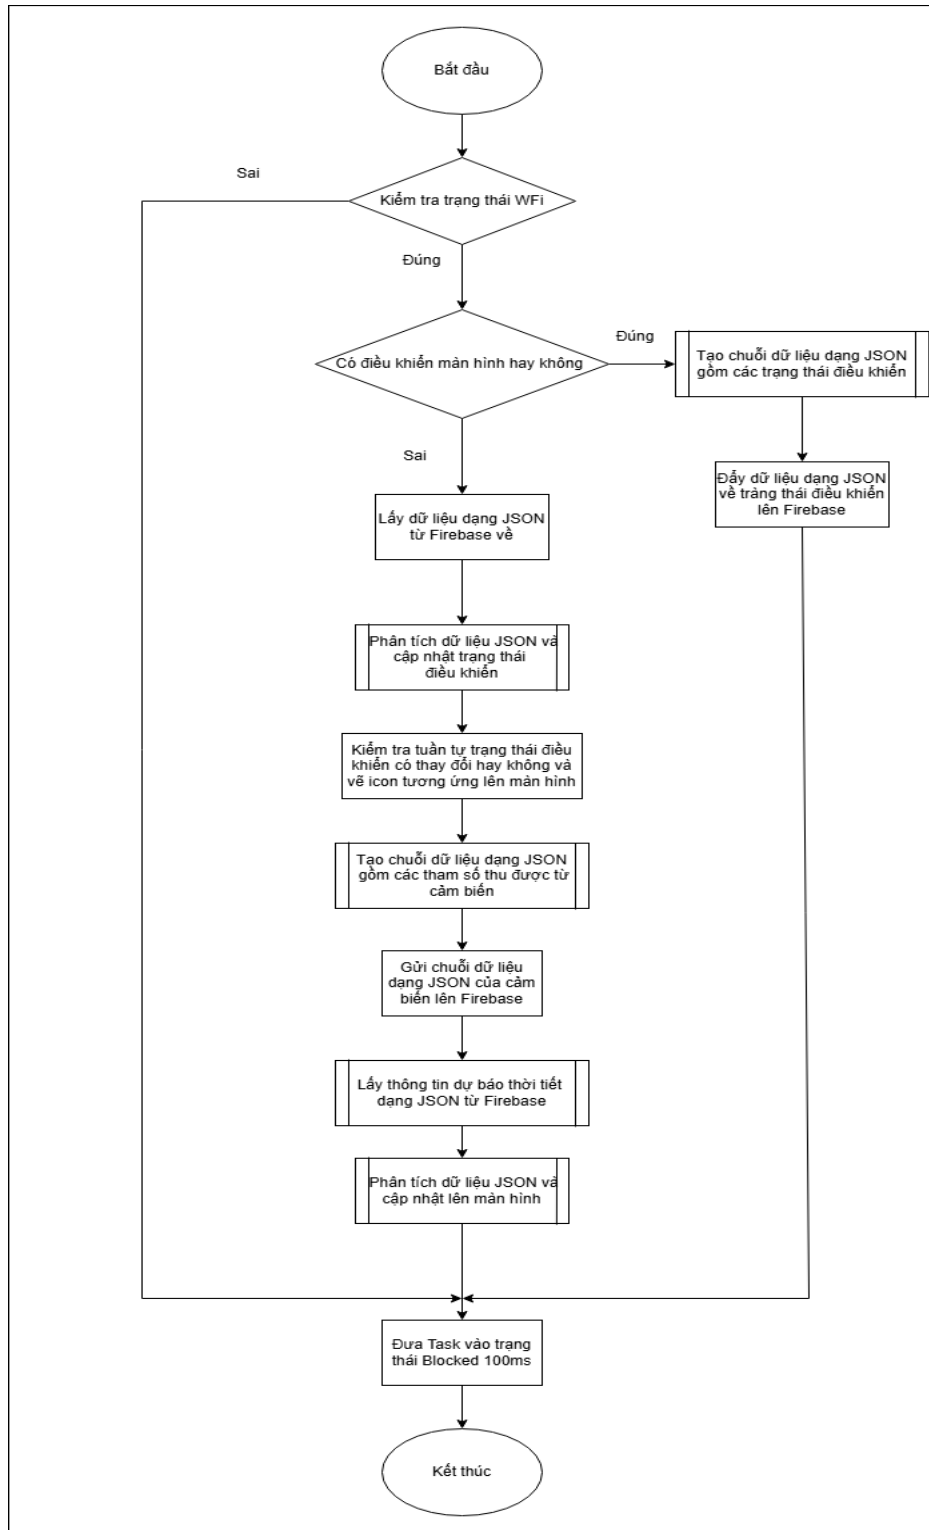 Bắt đầu
Sai
Kiểm tra trạng thái WFi
Đúng
Có điều khiển màn hình hay không
Đúng
Tạo chuỗi dữ liệu dạng JSON
gồm các trạng thái điều khiển
Sai
Đẩy dữ liệu dạng JSON
về trảng thái điều khiển
lên Firebase
Lấy dữ liệu dạng JSON
từ Firebase về
Phân tích dữ liệu JSON và
cập nhật trạng thái
điều khiển
Kiểm tra tuần tự trạng thái điều
khiển có thay đổi hay không và
vẽ icon tương ứng lên màn hình
Tạo chuỗi dữ liệu dạng JSON
gồm các tham số thu được từ
cảm biến
Gửi chuỗi dữ liệu
dạng JSON của cảm
biến lên Firebase
Lấy thông tin dự báo thời tiết
dạng JSON từ Firebase
Phân tích dữ liệu JSON và
cập nhật lên màn hình
Đưa Task vào trạng
thái Blocked 100ms
Kết thúc